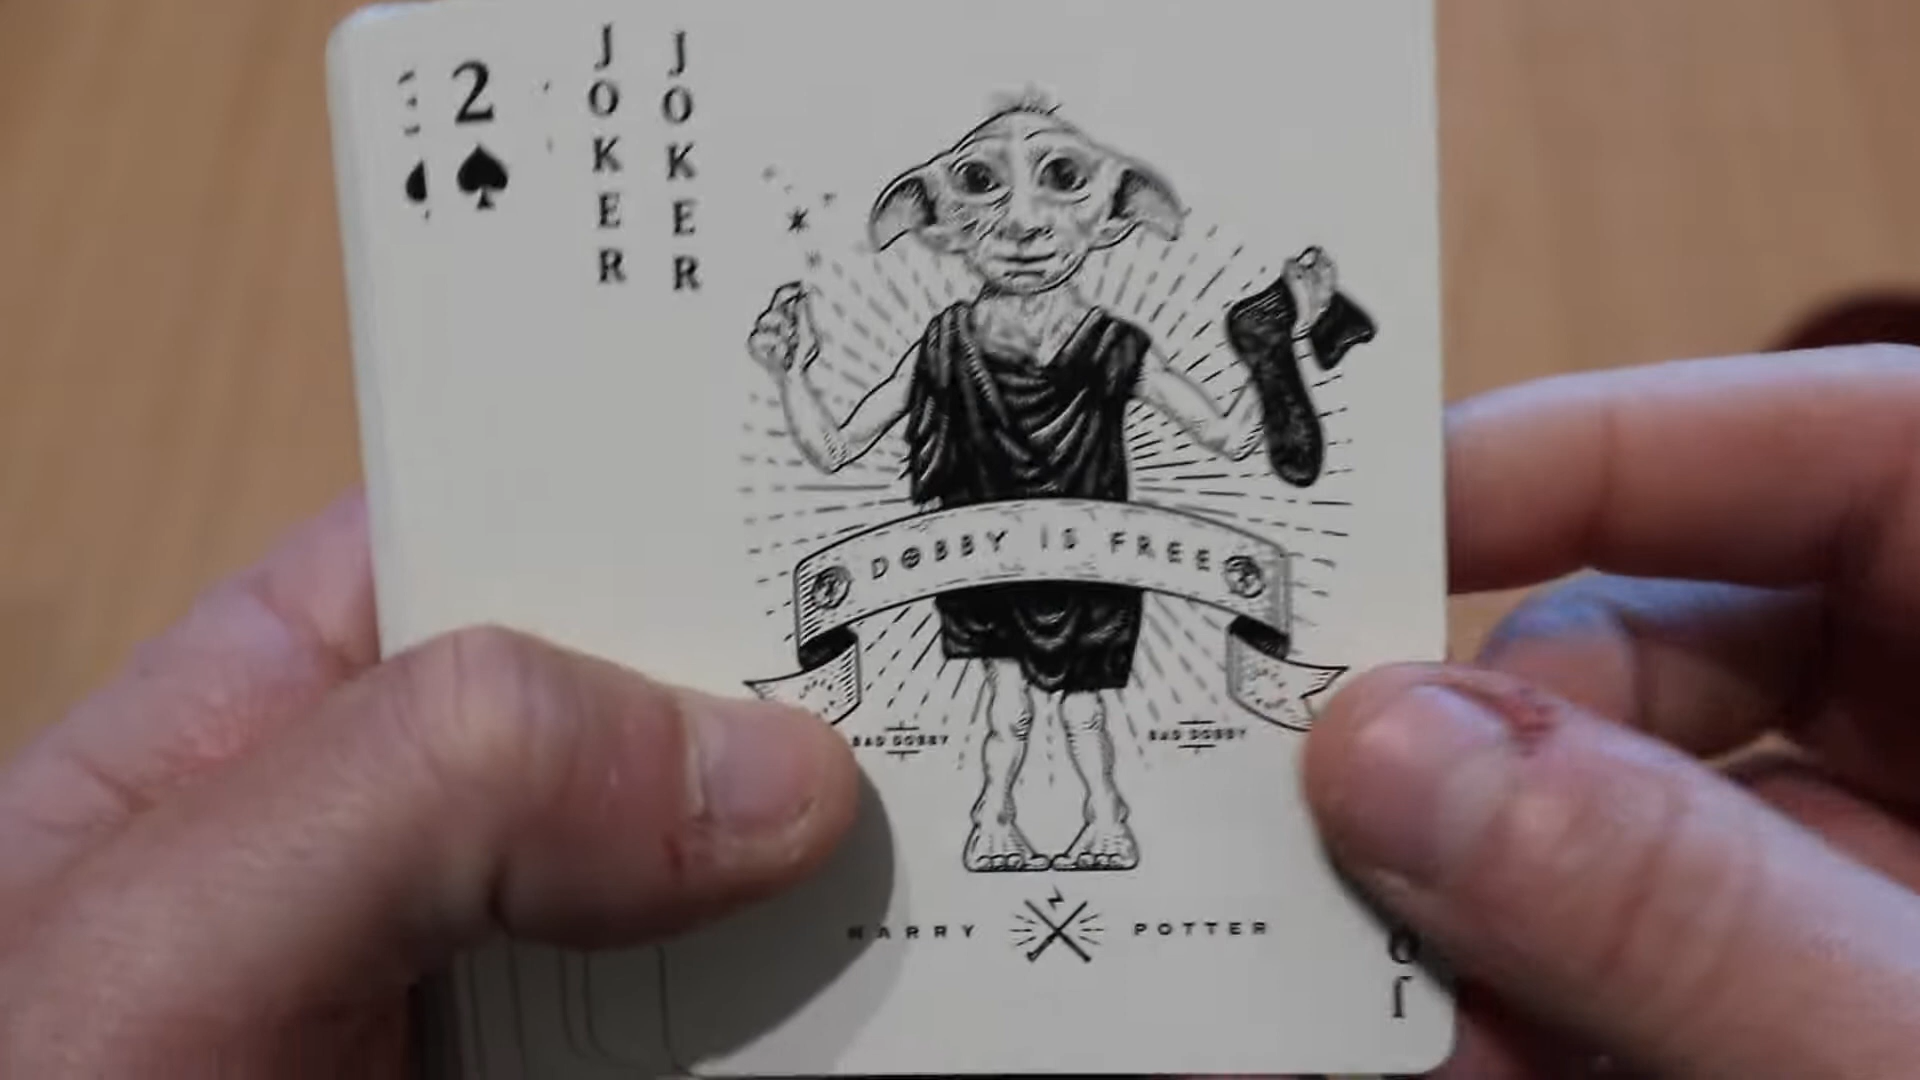 2
JOKER
JOKER
DOBBY IS FREE
BAD DOBBY
BAD DOBBY
HARRY POTTER
J